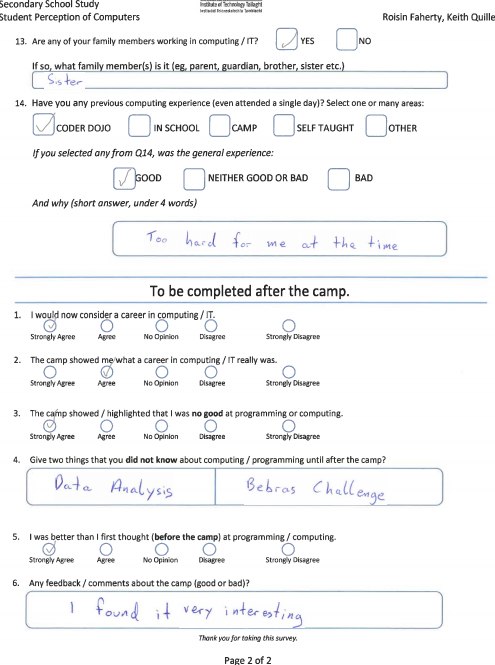 Secondary School Study
Institute of Technology Tallaght
Student Perception of Computers
Roisin Faherty, Keith Quille
13. Are any of your family members working in computing / IT? YES NO
If so, what family member(s) is it (eg, parent, guardian, brother, sister etc.)
Sister
14. Have you any previous computing experience (even attended a single day)? Select one or many areas:
CODER DOJO IN SCHOOL CAMP SELF TAUGHT OTHER
If you selected any from Q14, was the general experience:
GOOD NEITHER GOOD OR BAD BAD
And why (short answer, under 4 words)
Too hard for me at the time
To be completed after the camp.
1. I would now consider a career in computing / IT.
Strongly Agree Agree No Opinion Disagree Strongly Disagree
2. The camp showed me what a career in computing / IT really was.
Strongly Agree Agree No Opinion Disagree Strongly Disagree
3. The camp showed / highlighted that I was no good at programming or computing.
Strongly Agree Agree No Opinion Disagree Strongly Disagree
4. Give two things that you did not know about computing / programming until after the camp?
Data Analysis Bebras Challenge
5. I was better than I first thought (before the camp) at programming / computing.
Strongly Agree Agree No Opinion Disagree Strongly Disagree
6. Any feedback / comments about the camp (good or bad)?
I found it very interesting
Thank you for taking this survey.
Page 2 of 2